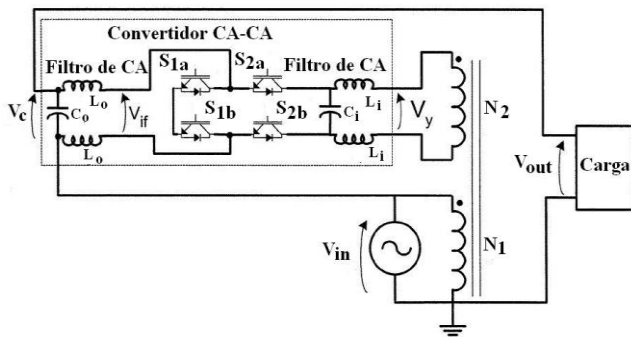 Convertidor CA-CA
Filtro de CA
S1a
S2a
Filtro de CA
Lo
Li
Vc
Co
Vif
S1b
S2b
Ci
Vy
N2
Lo
Li
Vout
Carga
Vin
N1